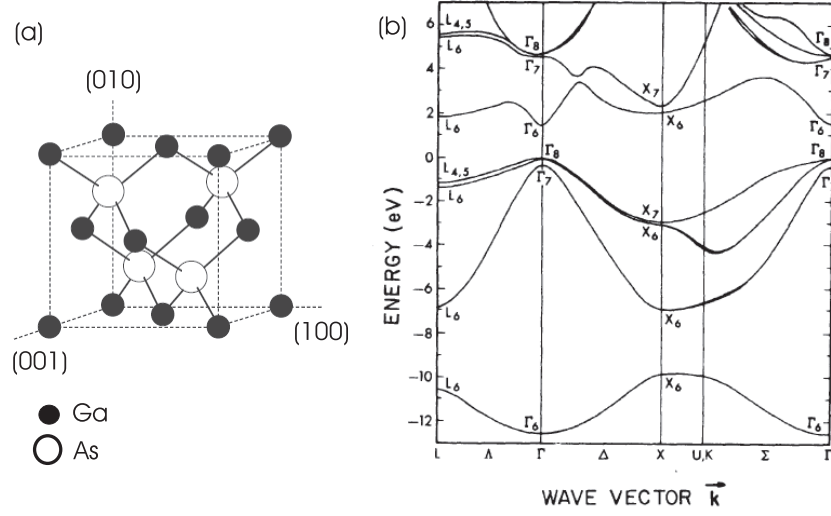 (a)
(010)
(100)
(001)
Ga
As
(b)
ENERGY (eV)
6
4
2
0
-2
-4
-6
-8
-10
-12
L4,5
L6
Γ8
Γ7
X7
Γ8
Γ7
L6
Γ6
X6
Γ6
L4,5
L6
Γ8
Γ7
X7
X6
Γ8
Γ
L6
X6
L6
Γ6
X6
Γ6
L Λ Γ Δ X U,K Σ Γ
WAVE VECTOR k